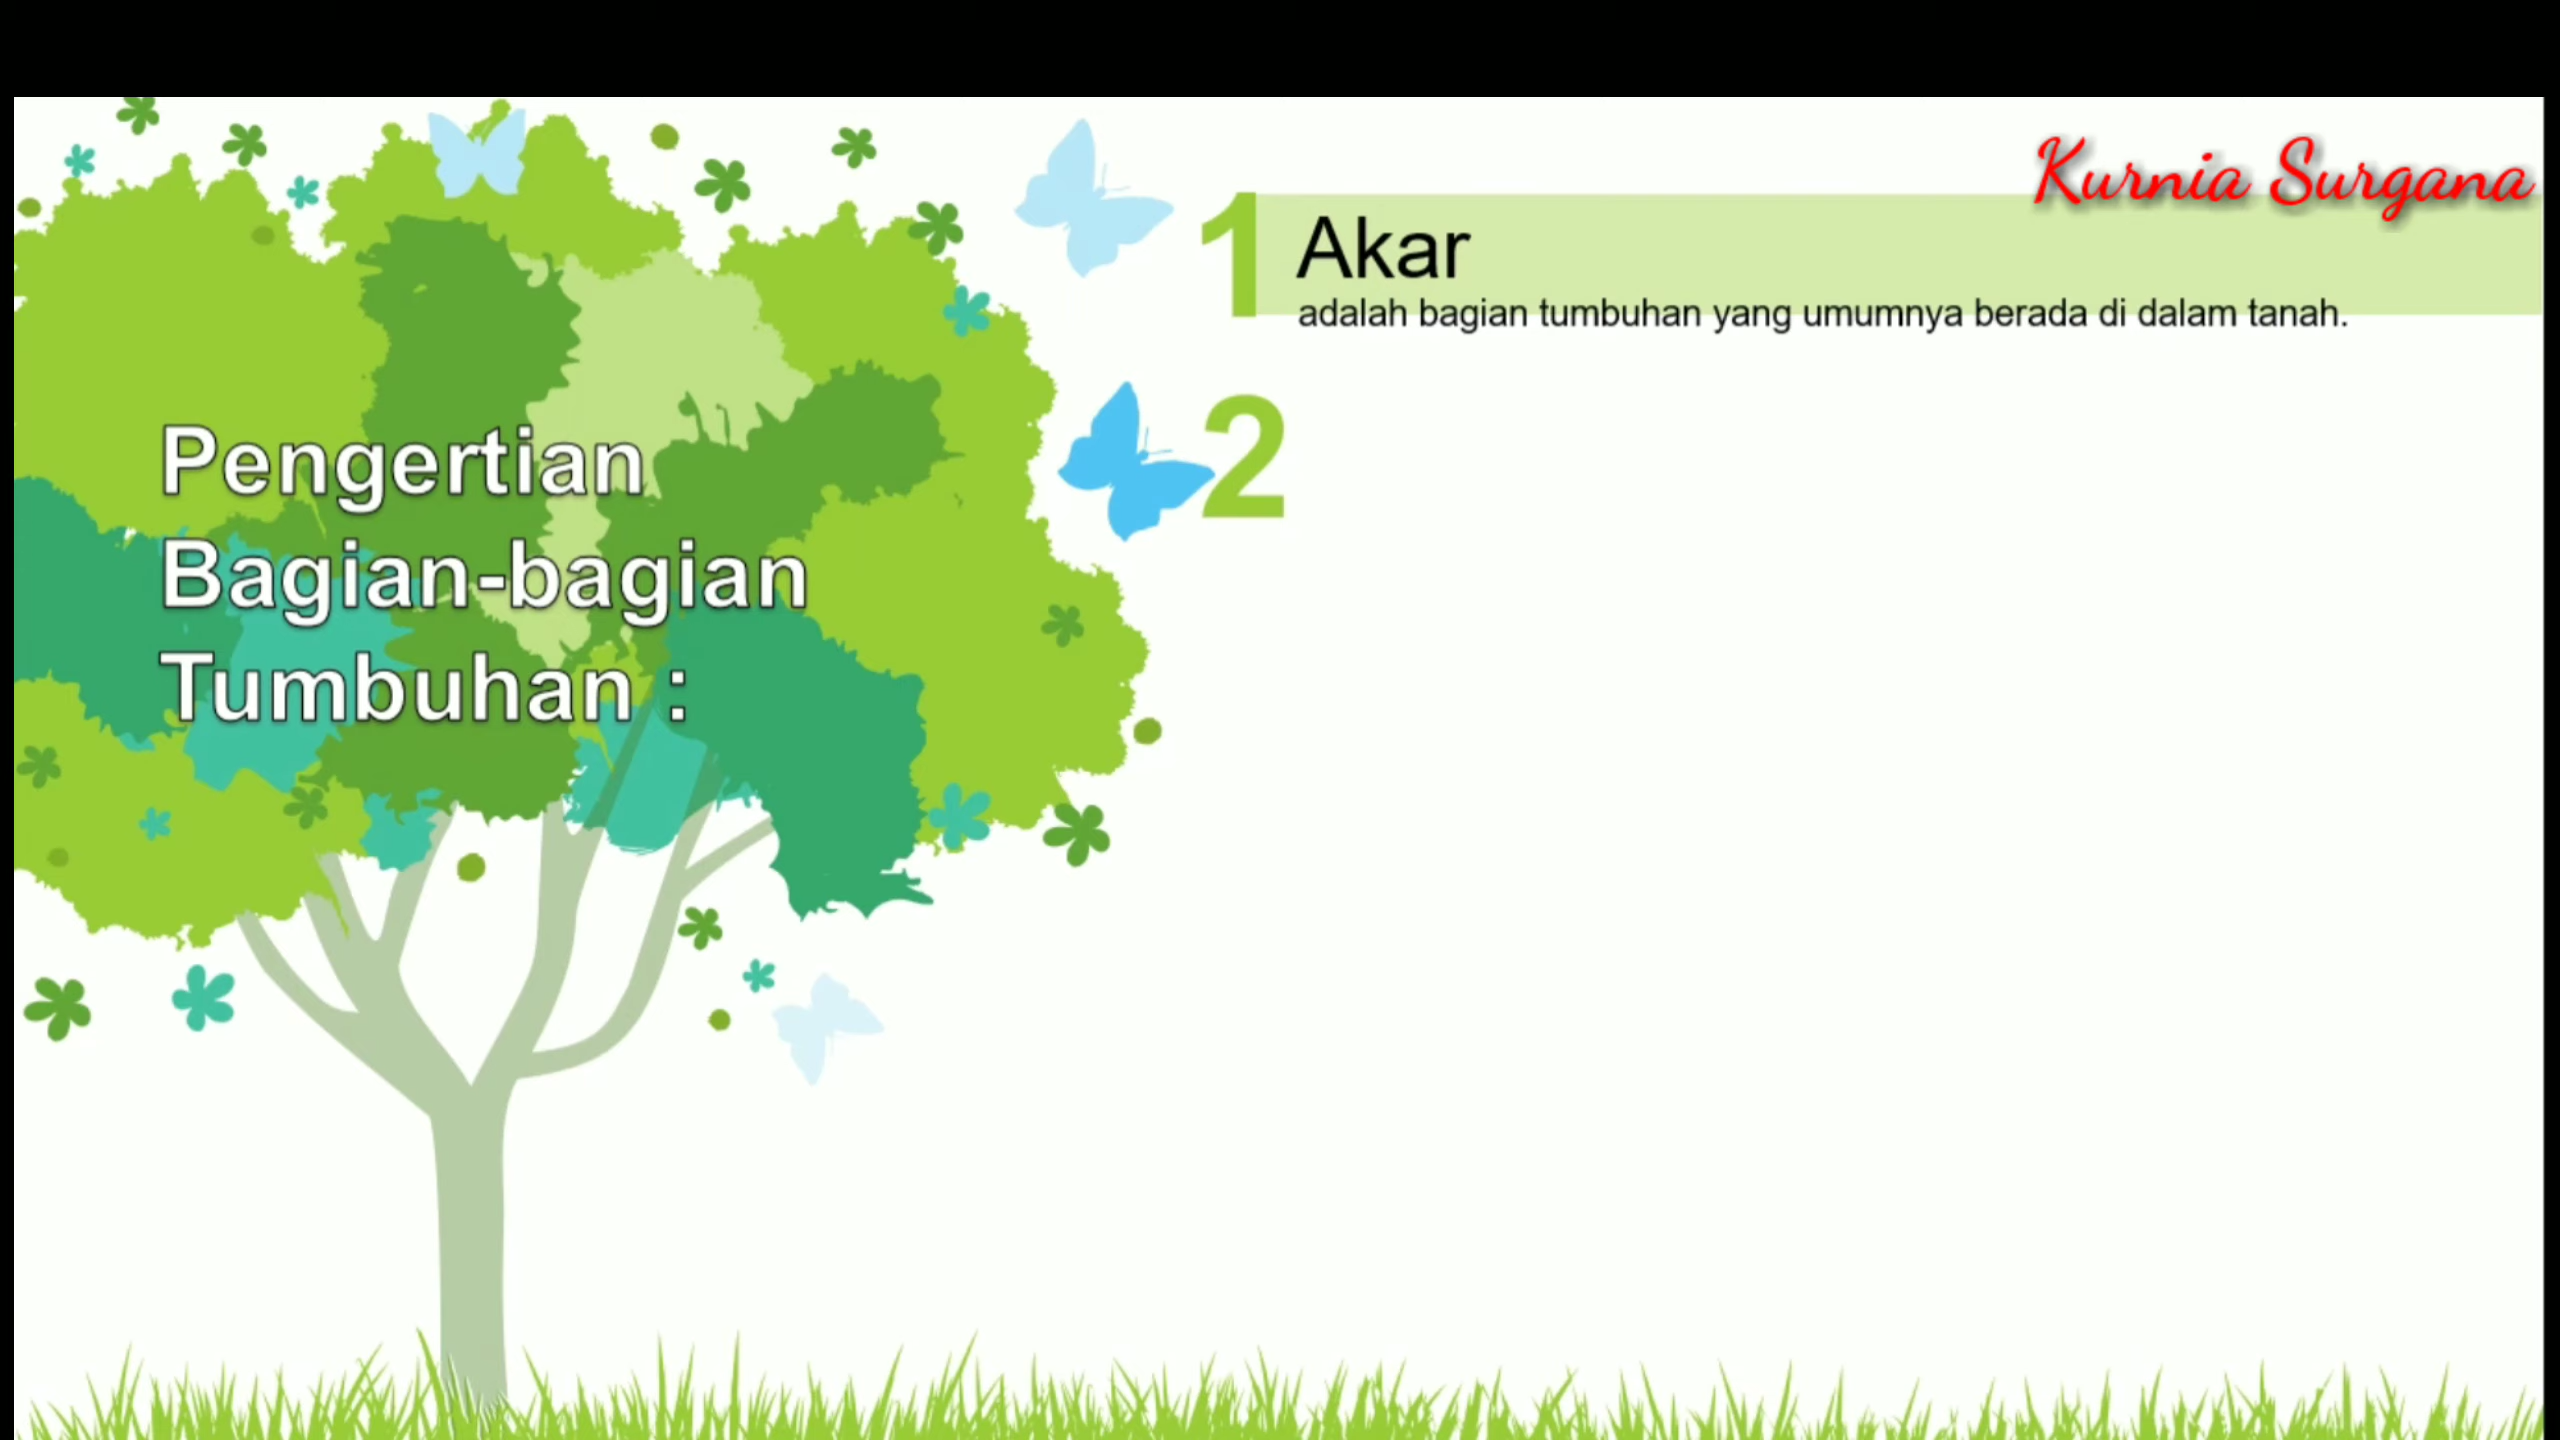 Kurnia Surgana
Pengertian
Bagian-bagian
Tumbuhan :
1 Akar
adalah bagian tumbuhan yang umumnya berada di dalam tanah.
2